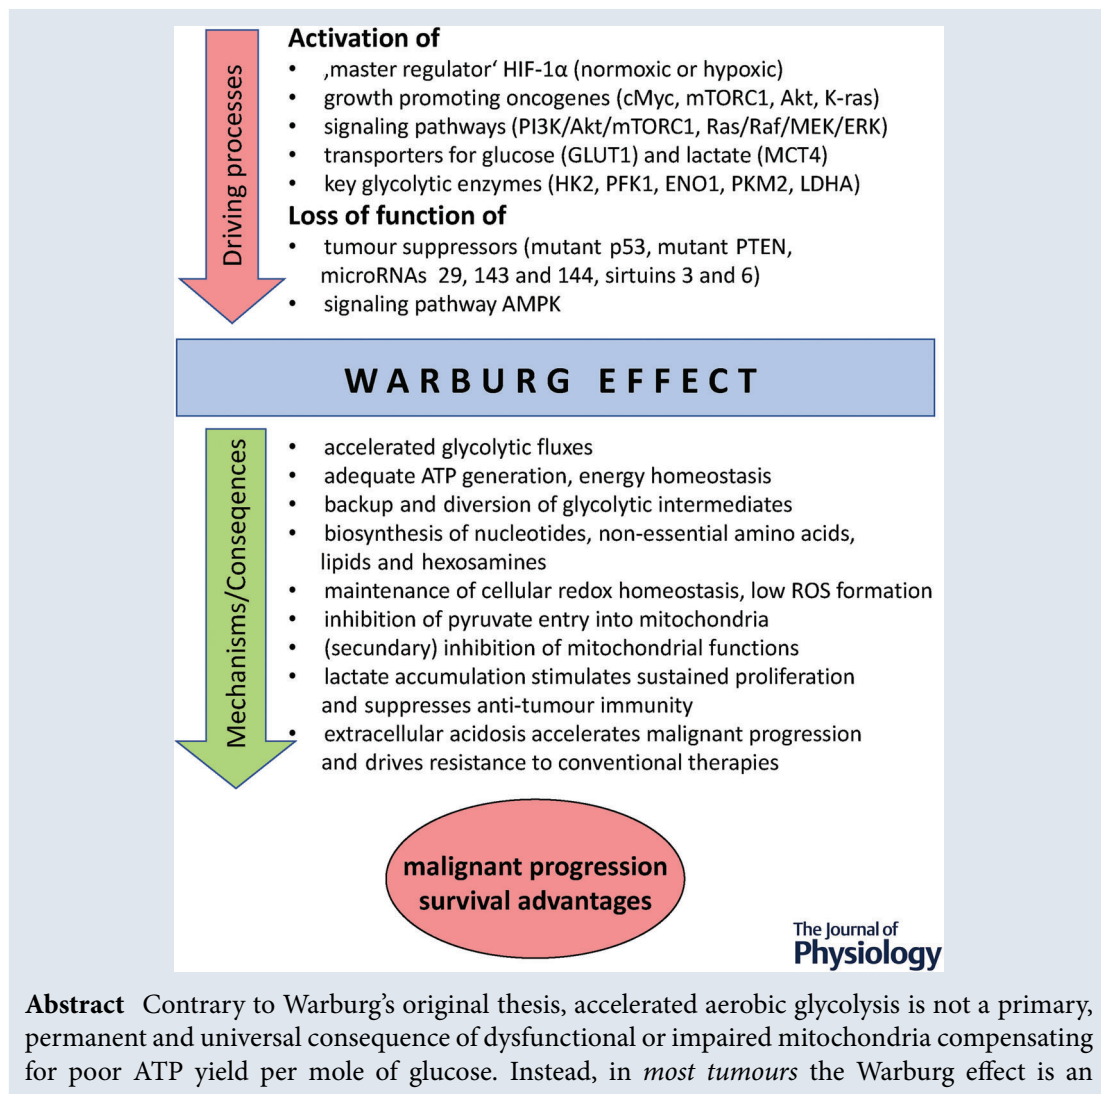 Driving processes
Activation of
• ‚master regulator‘ HIF-1α (normoxic or hypoxic)
• growth promoting oncogenes (cMyc, mTORC1, Akt, K-ras)
• signaling pathways (PI3K/Akt/mTORC1, Ras/Raf/MEK/ERK)
• transporters for glucose (GLUT1) and lactate (MCT4)
• key glycolytic enzymes (HK2, PFK1, ENO1, PKM2, LDHA)
Loss of function of
• tumour suppressors (mutant p53, mutant PTEN,
microRNAs 29, 143 and 144, sirtuins 3 and 6)
• signaling pathway AMPK
WARBURG EFFECT
Mechanisms/Conseqences
• accelerated glycolytic fluxes
• adequate ATP generation, energy homeostasis
• backup and diversion of glycolytic intermediates
• biosynthesis of nucleotides, non-essential amino acids,
lipids and hexosamines
• maintenance of cellular redox homeostasis, low ROS formation
• inhibition of pyruvate entry into mitochondria
• (secundary) inhibition of mitochondrial functions
• lactate accumulation stimulates sustained proliferation
and suppresses anti-tumour immunity
• extracellular acidosis accelerates malignant progression
and drives resistance to conventional therapies
malignant progression
survival advantages
The Journal of
Physiology
Abstract Contrary to Warburg's original thesis, accelerated aerobic glycolysis is not a primary,
permanent and universal consequence of dysfunctional or impaired mitochondria compensating
for poor ATP yield per mole of glucose. Instead, in most tumours the Warburg effect is an